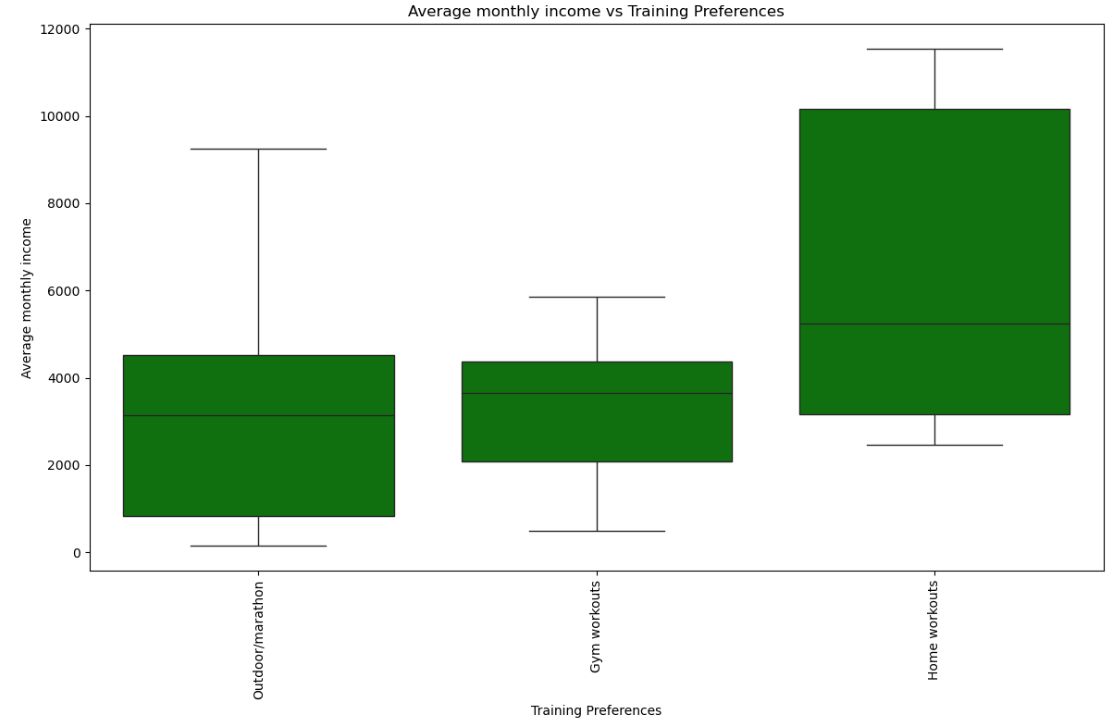 Average monthly income vs Training Preferences
Average monthly income
12000
10000
8000
6000
4000
2000
0
Outdoor/marathon
Gym workouts
Home workouts
Training Preferences